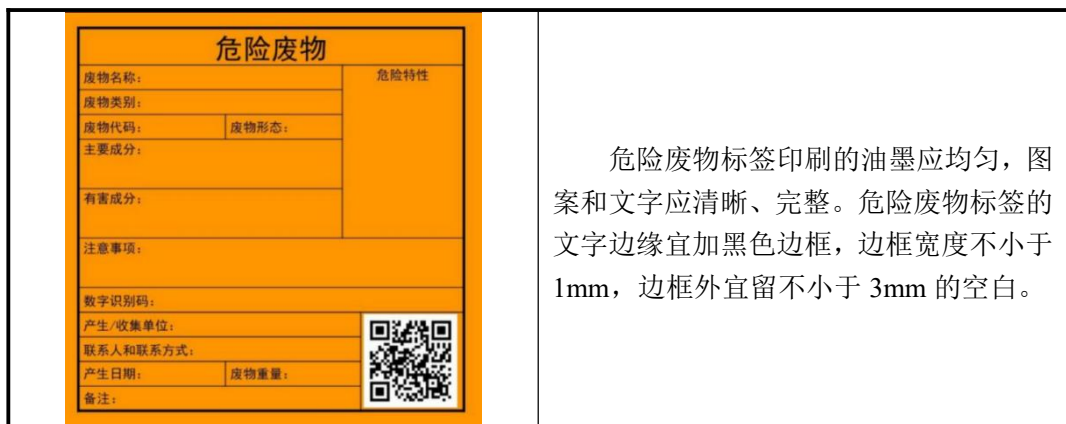 危险废物
废物名称：
危险特性
废物类别：
废物代码：
废物形态：
主要成分：
有害成分：
注意事项：
数字识别码：
产生/收集单位：
联系人和联系方式：
产生日期：
废物重量：
备注：
危险废物标签印刷的油墨应均匀，图
案和文字应清晰、完整。危险废物标签的
文字边缘宜加黑色边框，边框宽度不小于
1mm，边框外宜留不小于 3mm 的空白。